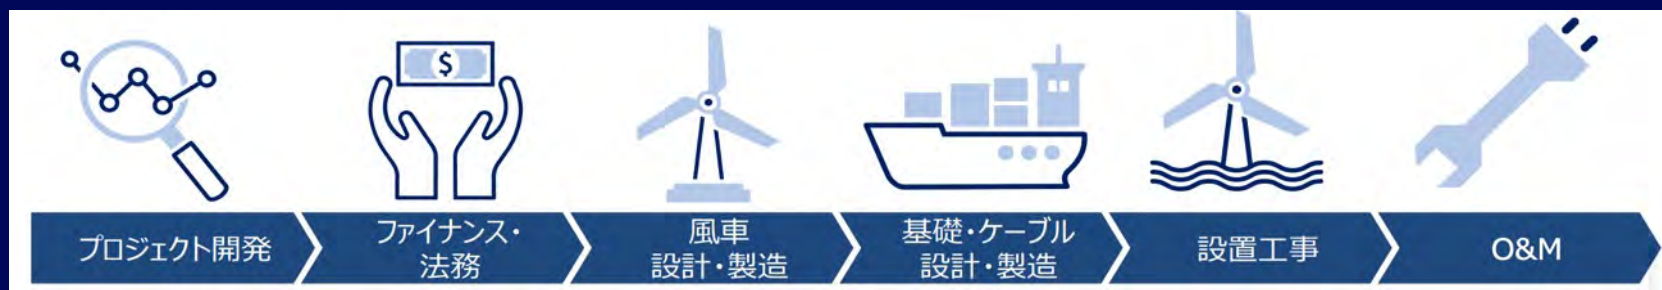 $
プロジェクト開発
ファイナンス・
法務
風車
設計・製造
基礎・ケーブル
設計・製造
設置工事
O&M